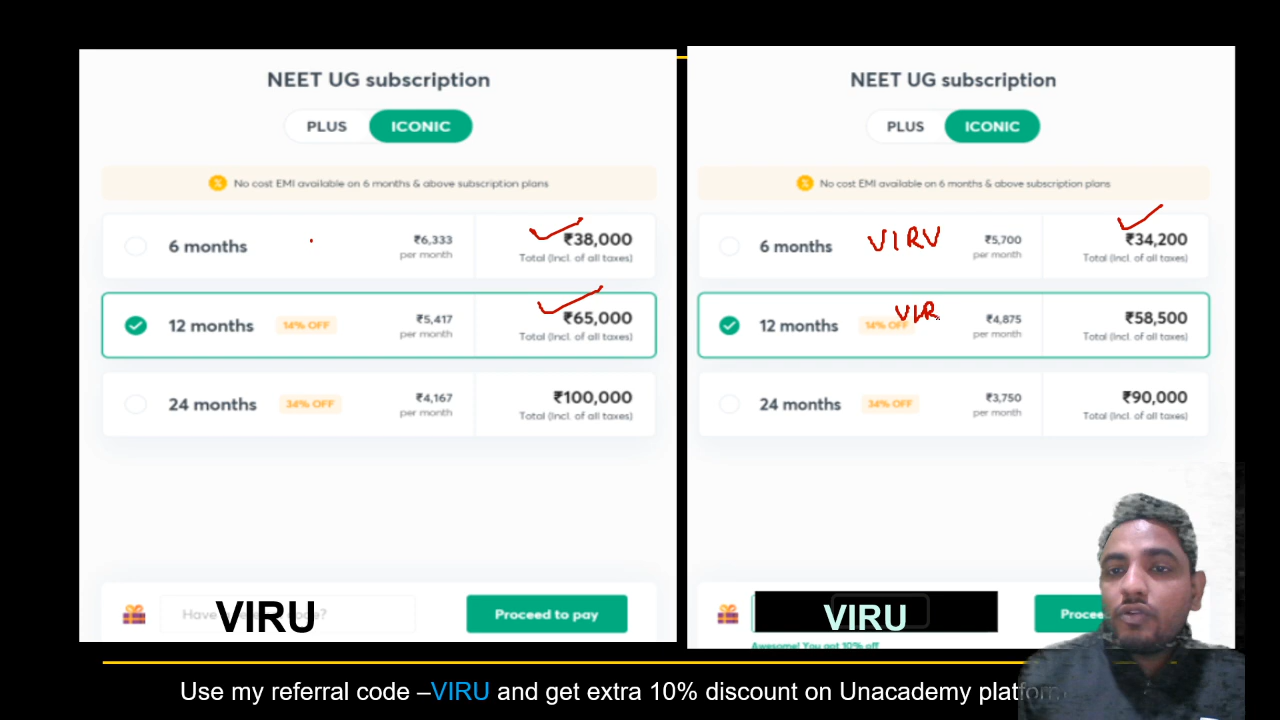 NEET UG subscription
PLUS ICONIC
No cost EMI available on 6 months & above subscription plans
6 months ₹6,333 per month ₹38,000 Total (Incl. of all taxes)
12 months 14% OFF ₹5,417 per month ₹65,000 Total (Incl. of all taxes)
24 months 34% OFF ₹4,167 per month ₹100,000 Total (Incl. of all taxes)
VIRU
Proceed to pay
NEET UG subscription
PLUS ICONIC
No cost EMI available on 6 months & above subscription plans
6 months VIRU ₹5,700 per month ₹34,200 Total (Incl. of all taxes)
12 months 14% OFF VIR ₹4,875 per month ₹58,500 Total (Incl. of all taxes)
24 months 34% OFF ₹3,750 per month ₹90,000 Total (Incl. of all taxes)
VIRU
Awesome! You got 10% off
Use my referral code –VIRU and get extra 10% discount on Unacademy platform